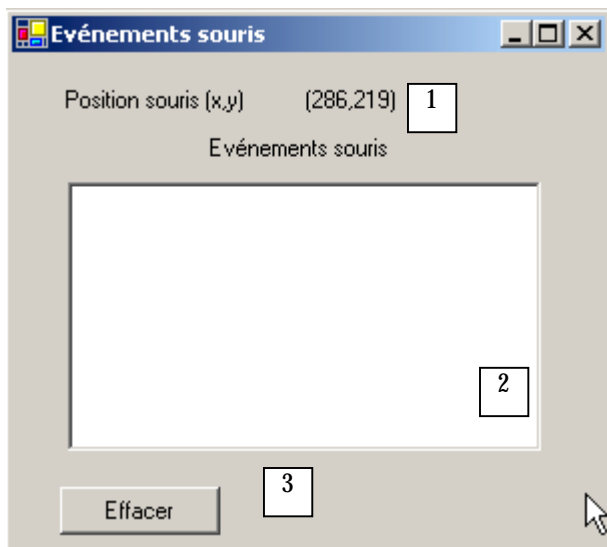 Evénements souris
Position souris (x,y) (286,219) 1
Evénements souris
2
3
Effacer